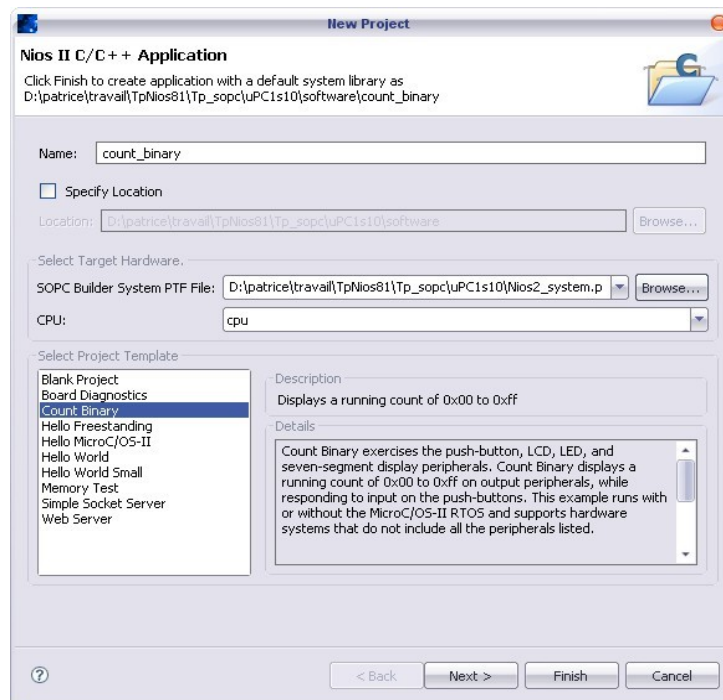 New Project
Nios II C/C++ Application
Click Finish to create application with a default system library as
D:\patrice\travail\TpNios81\Tp_sopc\uPC1s10\software\count_binary
Name: count_binary
Specify Location
Location: D:\patrice\travail\TpNios81\Tp_sopc\uPC1s10\software Browse...
Select Target Hardware.
SOPC Builder System PTF File: D:\patrice\travail\TpNios81\Tp_sopc\uPC1s10\Nios2_system.p Browse...
CPU: cpu
Select Project Template
Blank Project
Board Diagnostics
Count Binary
Hello Freestanding
Hello MicroC/OS-II
Hello World
Hello World Small
Memory Test
Simple Socket Server
Web Server
Description
Displays a running count of 0x00 to 0xff
Details
Count Binary exercises the push-button, LCD, LED, and
seven-segment display peripherals. Count Binary displays a
running count of 0x00 to 0xff on output peripherals, while
responding to input on the push-buttons. This example runs with
or without the MicroC/OS-II RTOS and supports hardware
systems that do not include all the peripherals listed.
? < Back Next > Finish Cancel